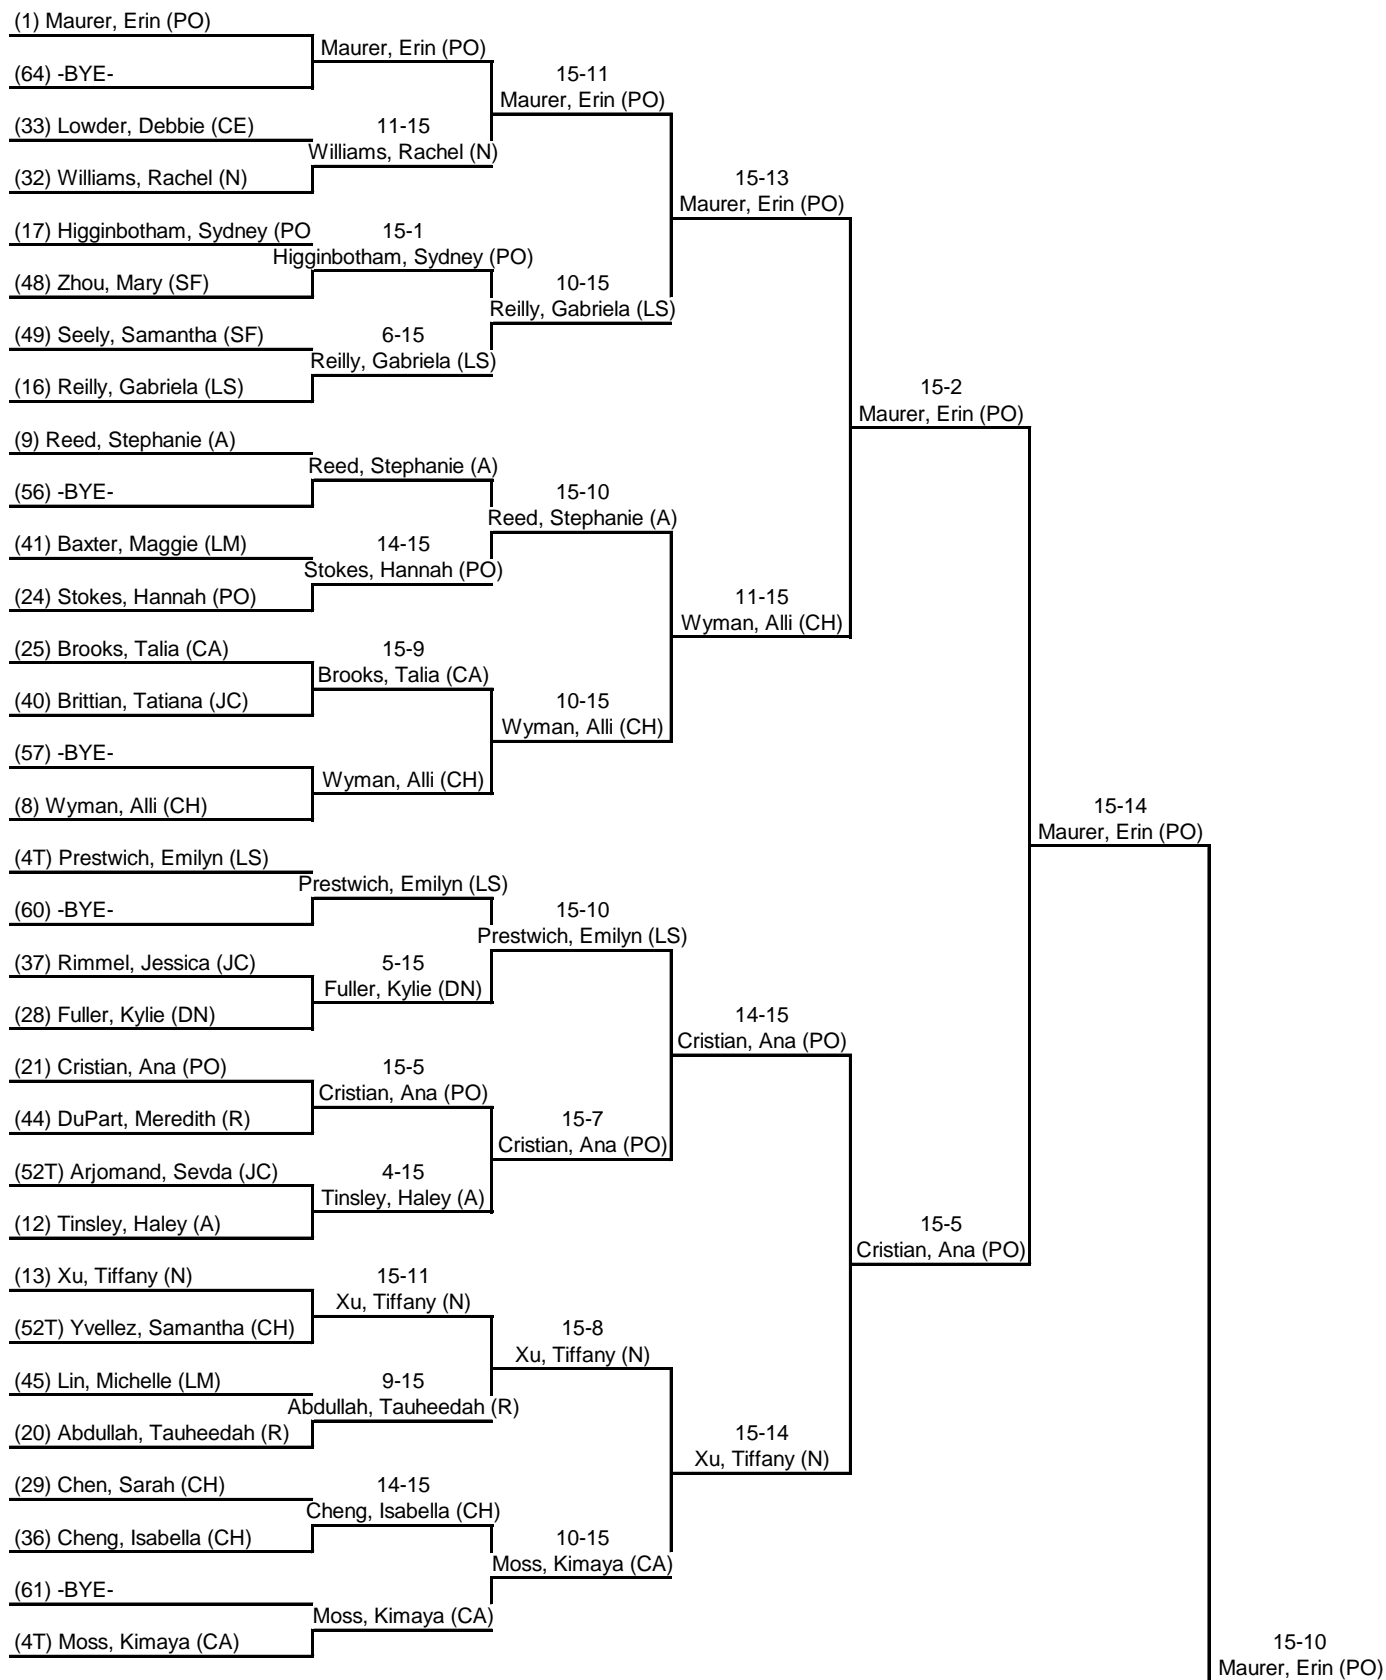 (1) Maurer, Erin (PO)
Maurer, Erin (PO)
(64) -BYE-
15-11
Maurer, Erin (PO)
(33) Lowder, Debbie (CE)
11-15
Williams, Rachel (N)
(32) Williams, Rachel (N)
15-13
Maurer, Erin (PO)
(17) Higginbotham, Sydney (PO
15-1
Higginbotham, Sydney (PO)
(48) Zhou, Mary (SF)
10-15
Reilly, Gabriela (LS)
(49) Seely, Samantha (SF)
6-15
Reilly, Gabriela (LS)
(16) Reilly, Gabriela (LS)
15-2
Maurer, Erin (PO)
(9) Reed, Stephanie (A)
Reed, Stephanie (A)
(56) -BYE-
15-10
Reed, Stephanie (A)
(41) Baxter, Maggie (LM)
14-15
Stokes, Hannah (PO)
(24) Stokes, Hannah (PO)
11-15
Wyman, Alli (CH)
(25) Brooks, Talia (CA)
15-9
Brooks, Talia (CA)
(40) Brittian, Tatiana (JC)
10-15
Wyman, Alli (CH)
(57) -BYE-
Wyman, Alli (CH)
(8) Wyman, Alli (CH)
15-14
Maurer, Erin (PO)
(4T) Prestwich, Emilyn (LS)
Prestwich, Emilyn (LS)
(60) -BYE-
15-10
Prestwich, Emilyn (LS)
(37) Rimmel, Jessica (JC)
5-15
Fuller, Kylie (DN)
(28) Fuller, Kylie (DN)
14-15
Cristian, Ana (PO)
(21) Cristian, Ana (PO)
15-5
Cristian, Ana (PO)
(44) DuPart, Meredith (R)
15-7
Cristian, Ana (PO)
(52T) Arjomand, Sevda (JC)
4-15
Tinsley, Haley (A)
(12) Tinsley, Haley (A)
15-5
Cristian, Ana (PO)
(13) Xu, Tiffany (N)
15-11
Xu, Tiffany (N)
(52T) Yvellez, Samantha (CH)
15-8
Xu, Tiffany (N)
(45) Lin, Michelle (LM)
9-15
Abdullah, Tauheedah (R)
(20) Abdullah, Tauheedah (R)
15-14
Xu, Tiffany (N)
(29) Chen, Sarah (CH)
14-15
Cheng, Isabella (CH)
(36) Cheng, Isabella (CH)
10-15
Moss, Kimaya (CA)
(61) -BYE-
Moss, Kimaya (CA)
(4T) Moss, Kimaya (CA)
15-10
Maurer, Erin (PO)